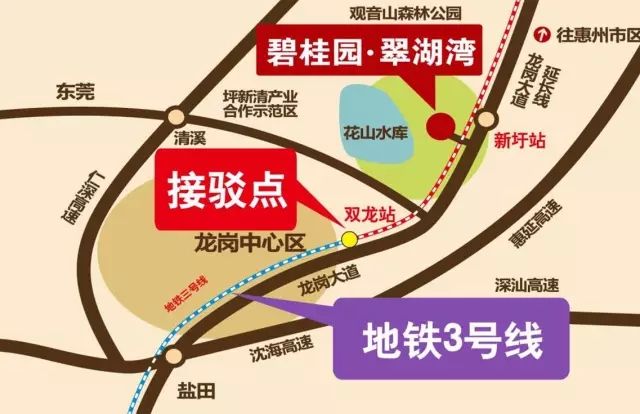 观音山森林公园
往惠州市区
碧桂园·翠湖湾
延长线
龙岗大道
东莞
坪新清产业
合作示范区
清溪
花山水库
新圩站
仁深高速
接驳点
双龙站
龙岗中心区
惠延高速
地铁三号线
龙岗大道
深汕高速
地铁3号线
沈海高速
盐田